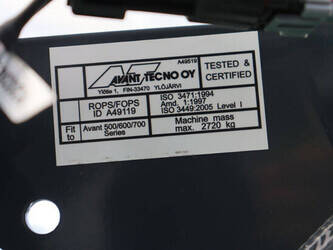 A49519
AVANT TECNO OY
Ylötie 1, FIN-33470 YLÖJÄRVI
TESTED &
CERTIFIED
ROPS/FOPS
ID A49119
ISO 3471:1994
Amd. 1:1997
ISO 3449:2005 Level I
Fit to
Avant 500/600/700
Series
Machine mass
max. 2720 kg